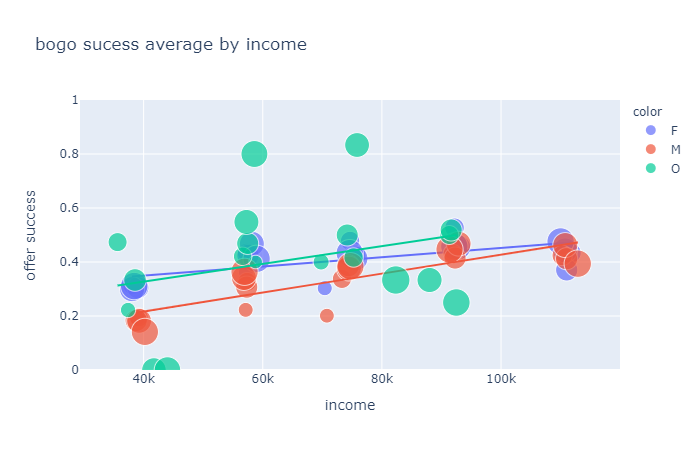 bogo sucess average by income
color
F
M
O
1
0.8
0.6
0.4
0.2
0
offer success
40k
60k
80k
100k
income